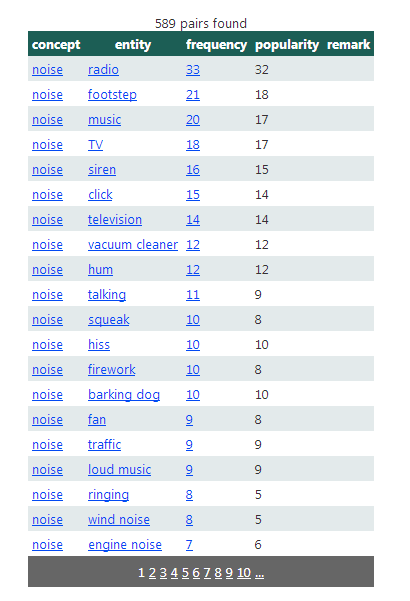 589 pairs found
concept entity frequency popularity remark
noise radio 33 32
noise footstep 21 18
noise music 20 17
noise TV 18 17
noise siren 16 15
noise click 15 14
noise television 14 14
noise vacuum cleaner 12 12
noise hum 12 12
noise talking 11 9
noise squeak 10 8
noise hiss 10 10
noise firework 10 8
noise barking dog 10 10
noise fan 9 8
noise traffic 9 9
noise loud music 9 9
noise ringing 8 5
noise wind noise 8 5
noise engine noise 7 6
1 2 3 4 5 6 7 8 9 10 ...